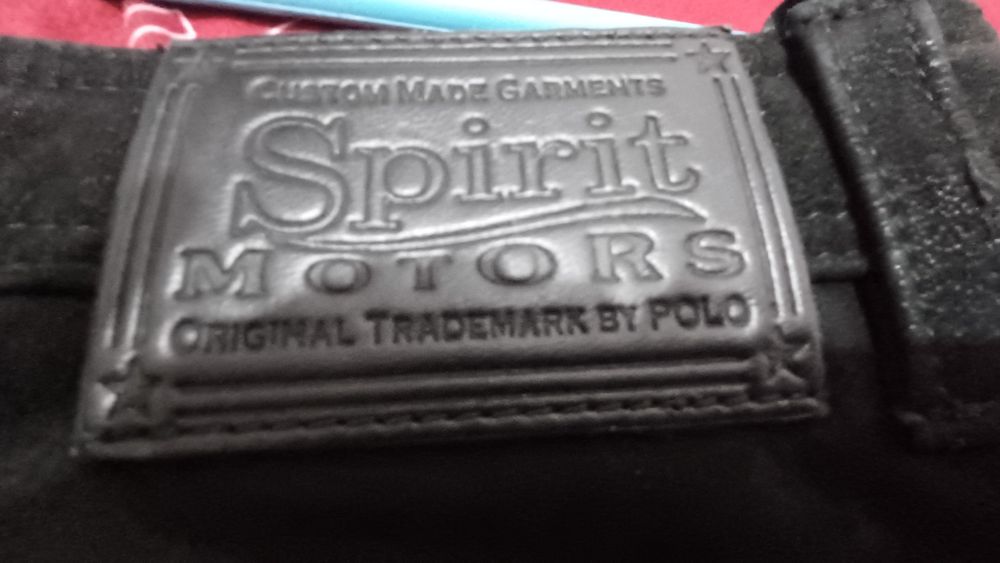 CUSTOM MADE GARMENTS
Spirit
MOTORS
ORIGINAL TRADEMARK BY POLO